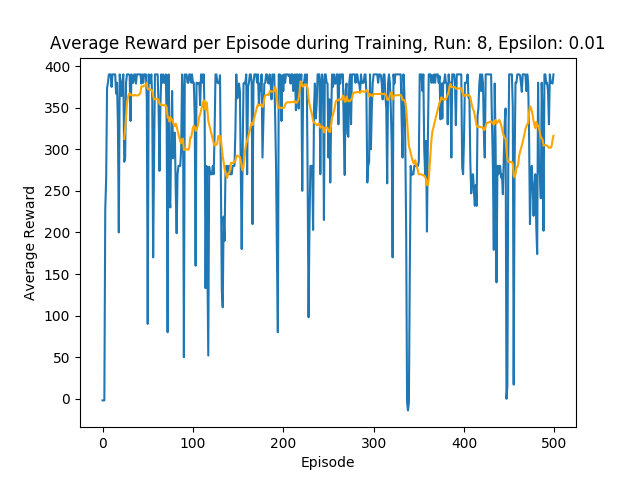 Average Reward per Episode during Training, Run: 8, Epsilon: 0.01
400
350
300
250
200
150
100
50
0
Average Reward
0 100 200 300 400 500
Episode